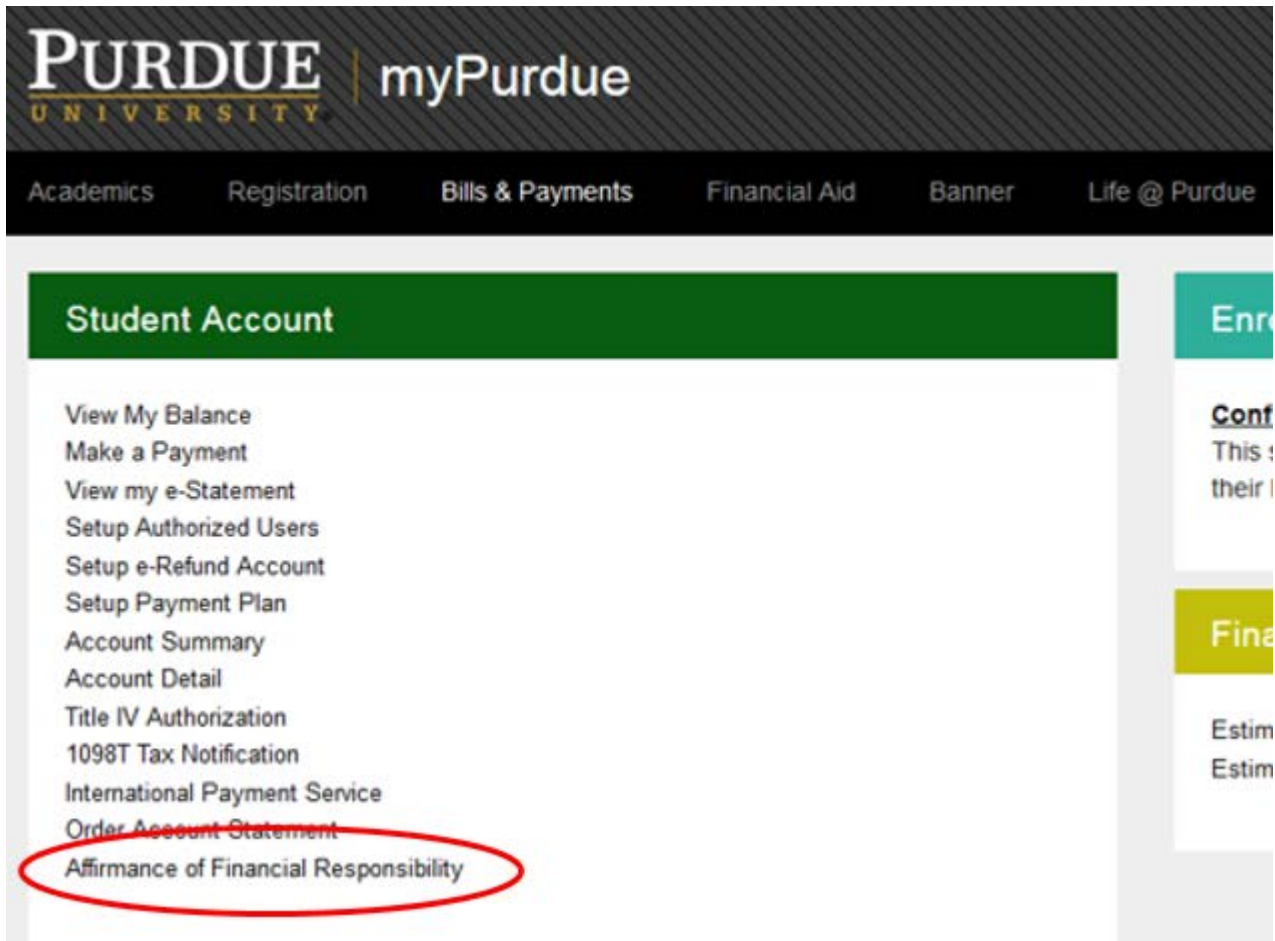 PURDUE
UNIVERSITY
myPurdue
Academics Registration Bills & Payments Financial Aid Banner Life @ Purdue
Student Account
View My Balance
Make a Payment
View my e-Statement
Setup Authorized Users
Setup e-Refund Account
Setup Payment Plan
Account Summary
Account Detail
Title IV Authorization
1098T Tax Notification
International Payment Service
Order Account Statement
Affirmance of Financial Responsibility
This
their